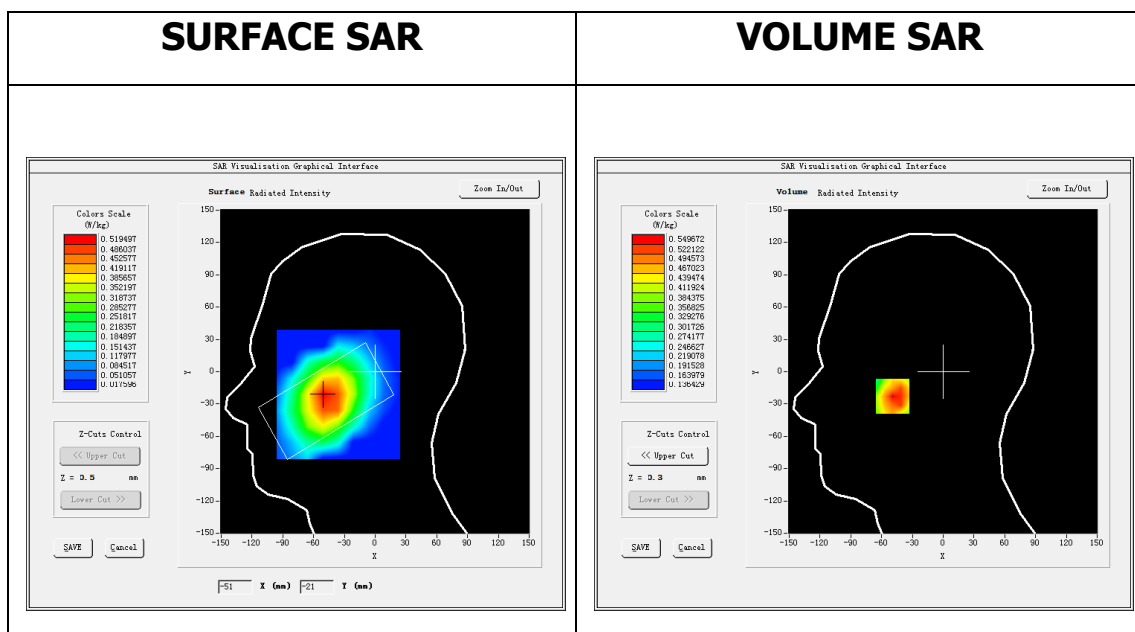 SURFACE SAR
VOLUME SAR
SAR Visualisation Graphical Interface
Surface Radiated Intensity
Zoom In/Out
Colors Scale
(W/kg)
0.519497
0.486037
0.452577
0.419117
0.385657
0.352197
0.318737
0.285277
0.251817
0.218357
0.184897
0.151437
0.117977
0.084517
0.051057
0.017596
150
120
90
60
30
0
-30
-60
-90
-120
-150
Y
-150 -120 -90 -60 -30 0 30 60 90 120 150
X
Z-Cuts Control
<< Upper Cut
Z = 0.5 mm
Lower Cut >>
SAVE Cancel
-51 X (mm) -21 Y (mm)
SAR Visualisation Graphical Interface
Volume Radiated Intensity
Zoom In/Out
Colors Scale
(W/kg)
0.549672
0.522122
0.494573
0.467023
0.439474
0.411924
0.384375
0.356825
0.329276
0.301726
0.274177
0.246627
0.219078
0.191528
0.163979
0.136429
150
120
90
60
30
0
-30
-60
-90
-120
-150
Y
-150 -120 -90 -60 -30 0 30 60 90 120 150
X
Z-Cuts Control
<< Upper Cut
Z = 0.3 mm
Lower Cut >>
SAVE Cancel